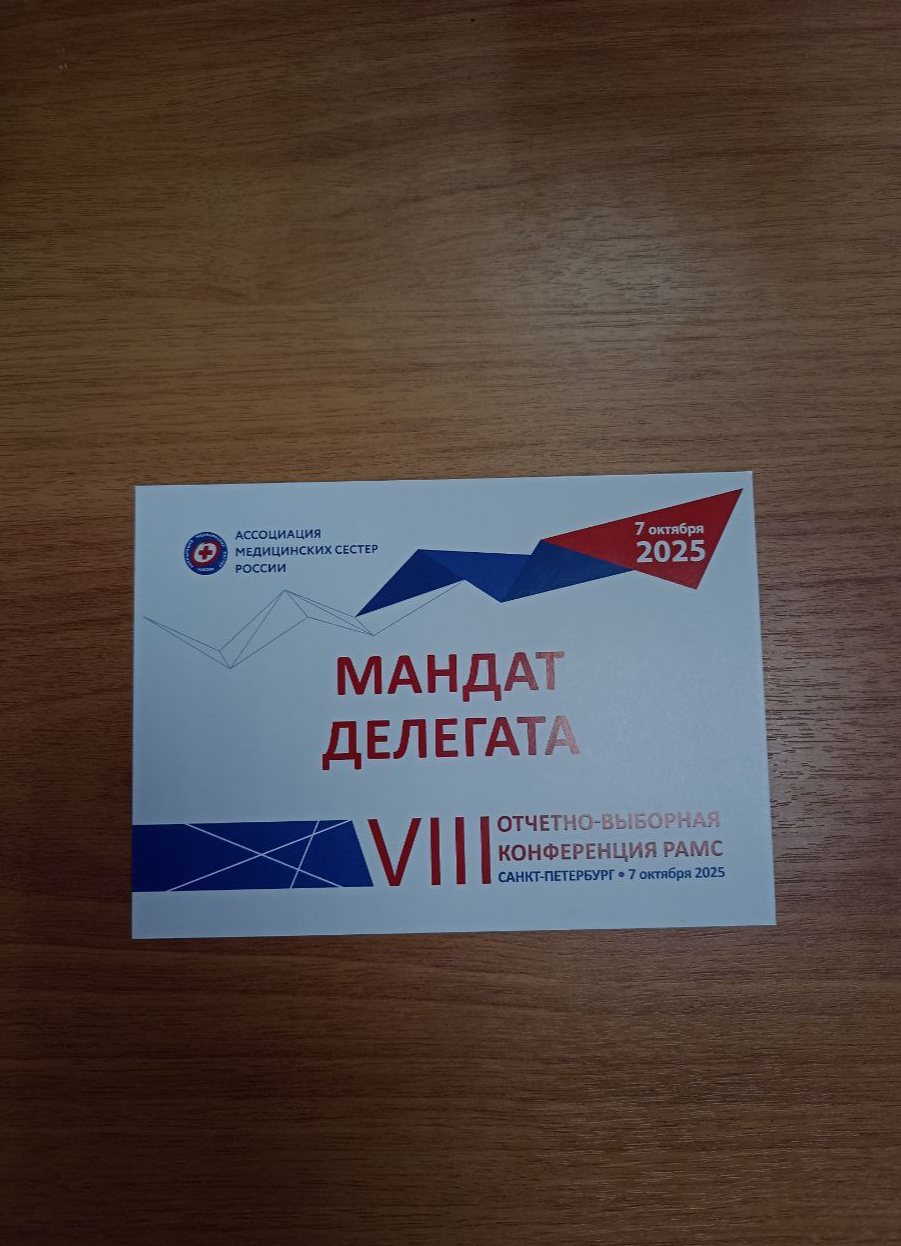 АССОЦИАЦИЯ
МЕДИЦИНСКИХ СЕСТЕР
РОССИИ
7 октября
2025
МАНДАТ
ДЕЛЕГАТА
VIII
ОТЧЕТНО-ВЫБОРНАЯ
КОНФЕРЕНЦИЯ РАМС
САНКТ-ПЕТЕРБУРГ • 7 октября 2025